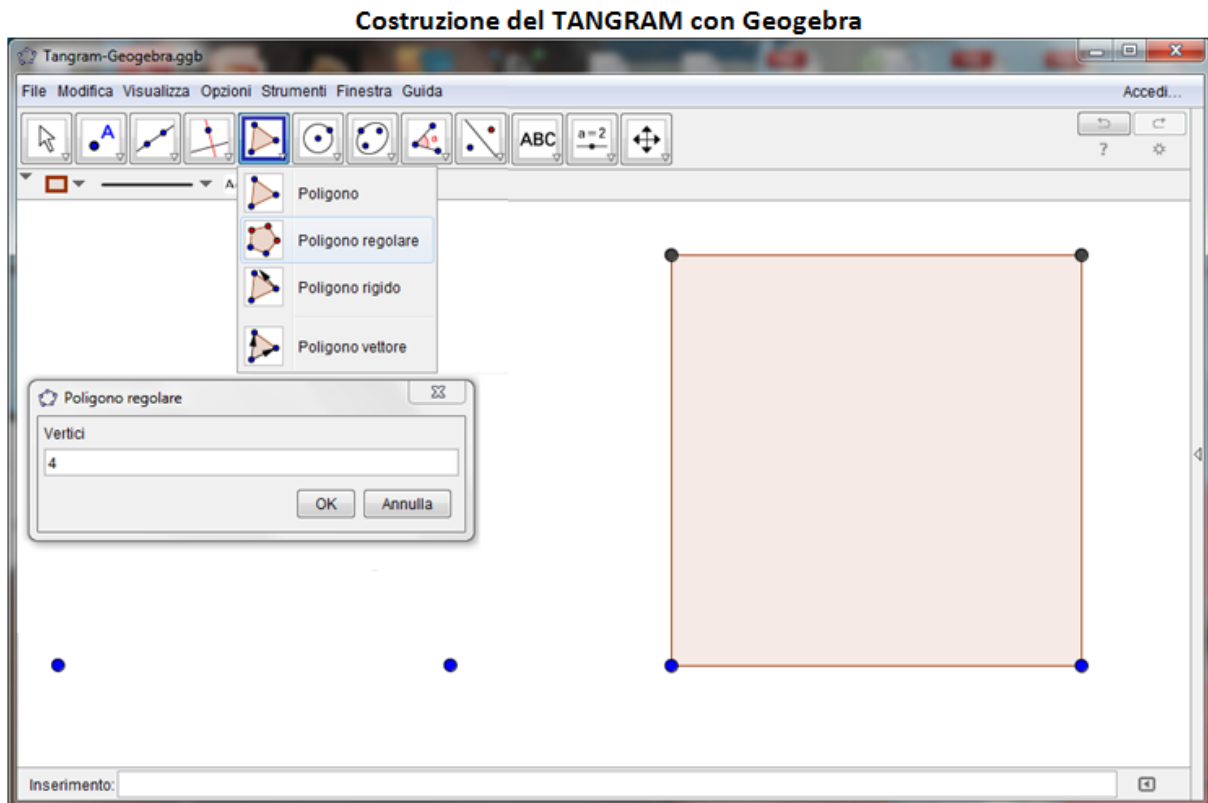 Costruzione del TANGRAM con Geogebra
Tangram-Geogebra.ggb
File Modifica Visualizza Opzioni Strumenti Finestra Guida
Accedi...
A
α
ABC
a=2
?
A
Poligono
Poligono regolare
Poligono rigido
Poligono vettore
Poligono regolare
Vertici
4
OK
Annulla
Inserimento: